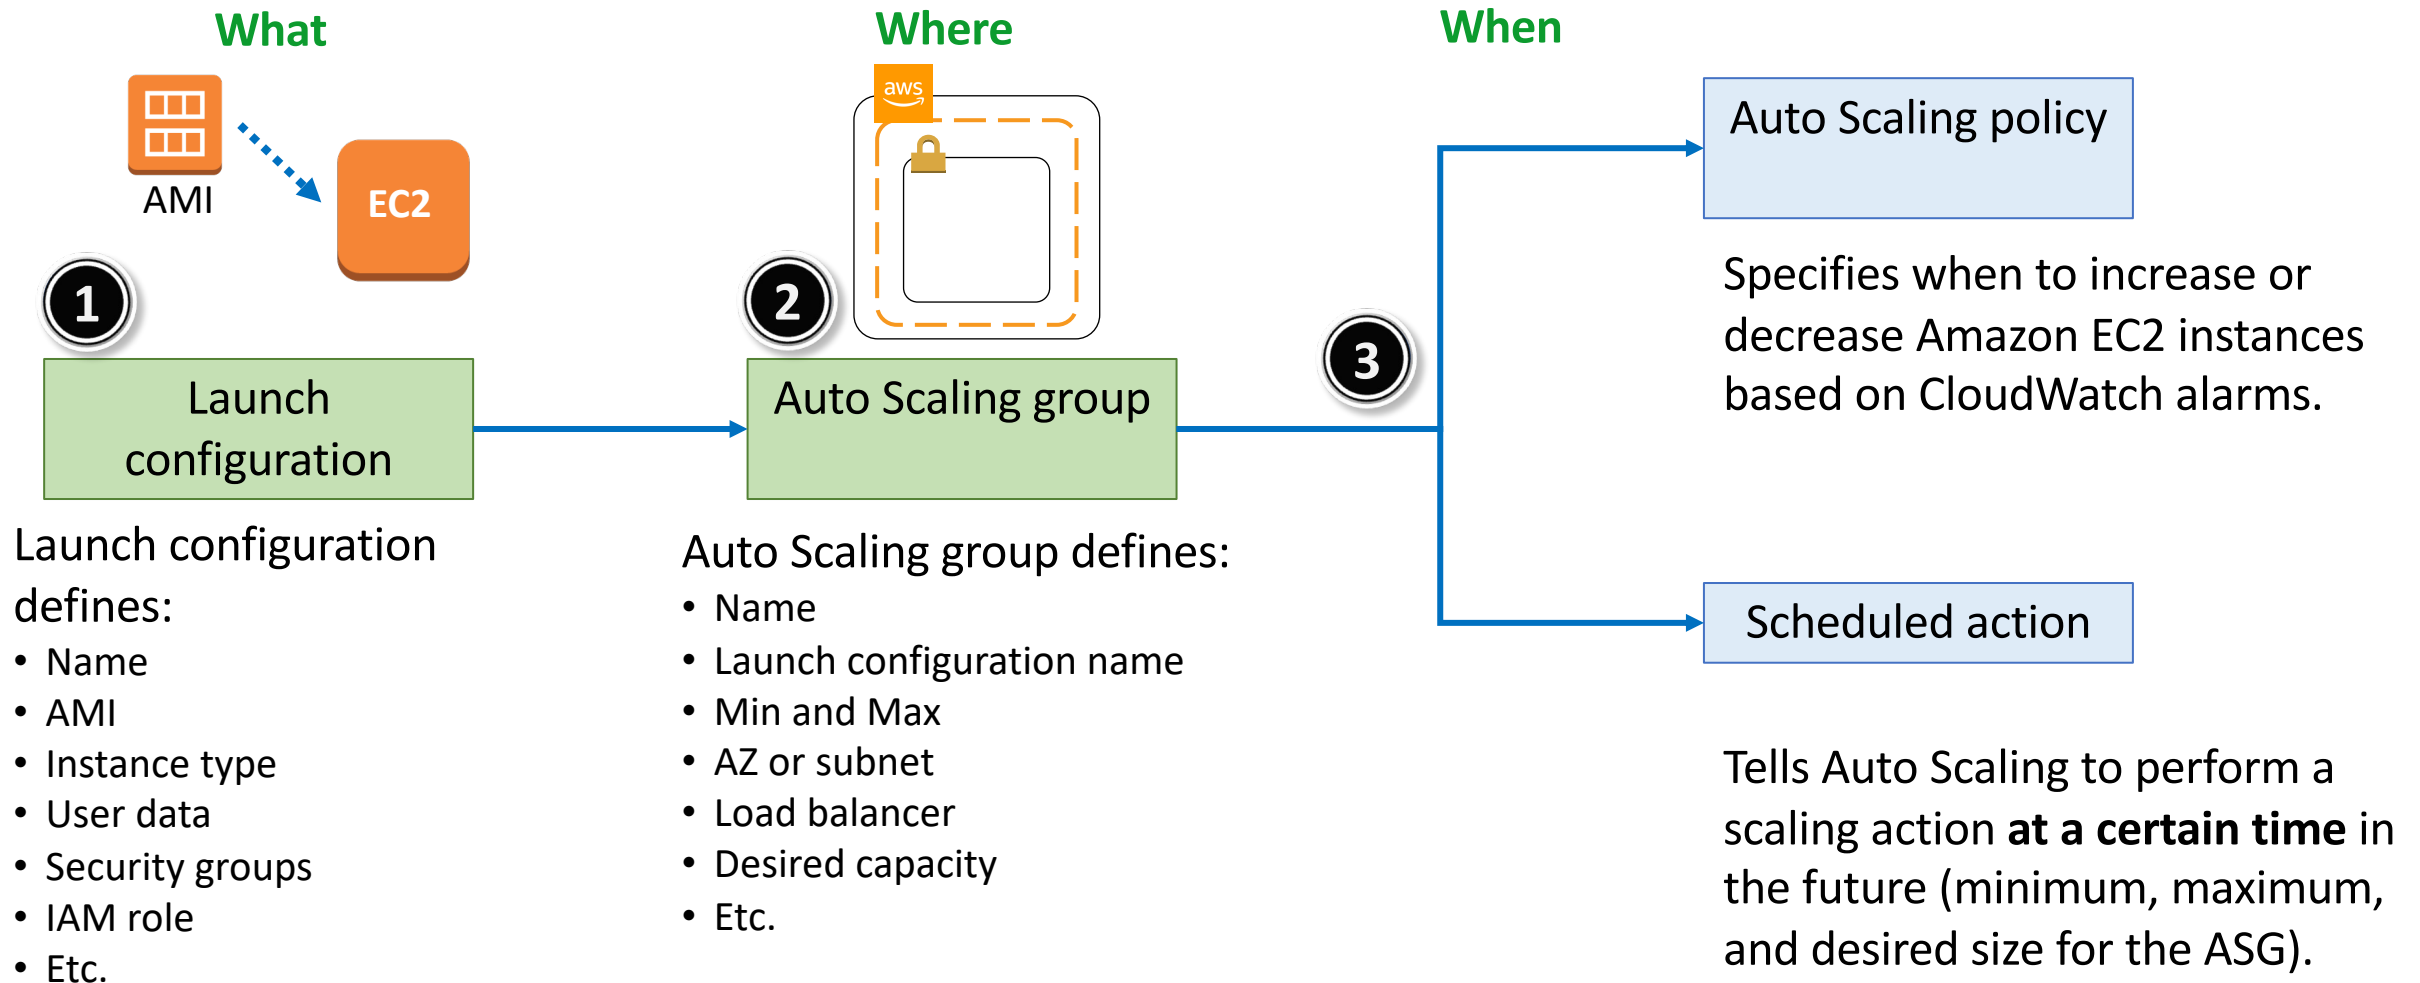 What
AMI
EC2
1
Launch
configuration
Launch configuration
defines:
• Name
• AMI
• Instance type
• User data
• Security groups
• IAM role
• Etc.
Where
aws
2
Auto Scaling group
Auto Scaling group defines:
• Name
• Launch configuration name
• Min and Max
• AZ or subnet
• Load balancer
• Desired capacity
• Etc.
When
3
Auto Scaling policy
Specifies when to increase or
decrease Amazon EC2 instances
based on CloudWatch alarms.
Scheduled action
Tells Auto Scaling to perform a
scaling action at a certain time in
the future (minimum, maximum,
and desired size for the ASG).